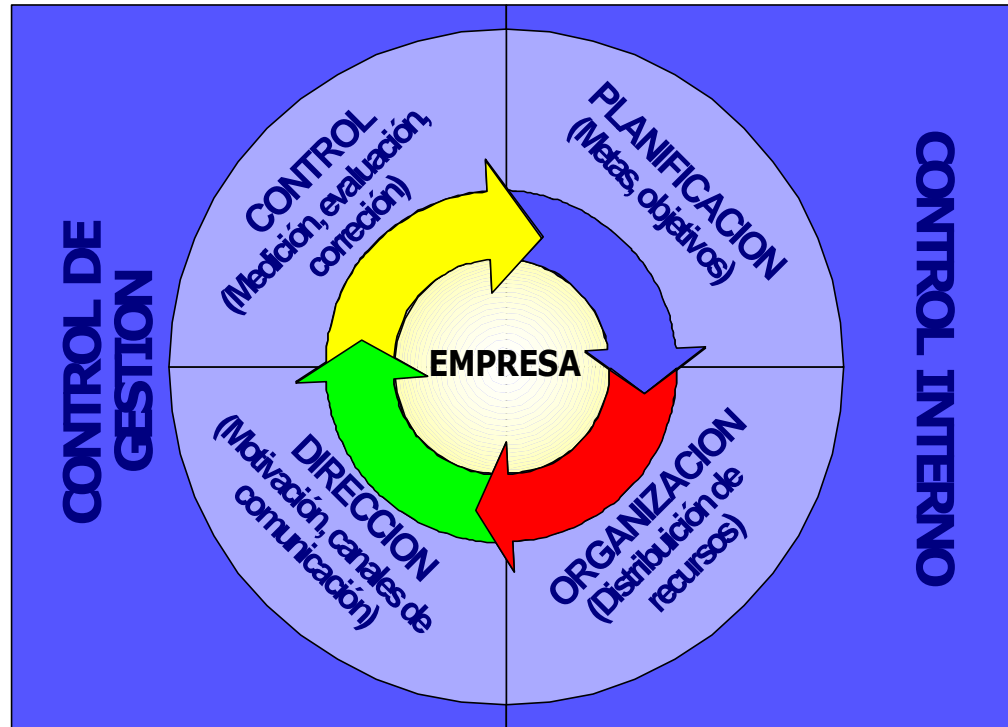 CONTROL DE
GESTION
CONTROL
(Medición, evaluación,
correción)
PLANIFICACION
(Metas, objetivos)
CONTROL INTERNO
EMPRESA
DIRECCION
(Motivación, canales de
comunicación)
ORGANIZACION
(Distribuición de
recursos)